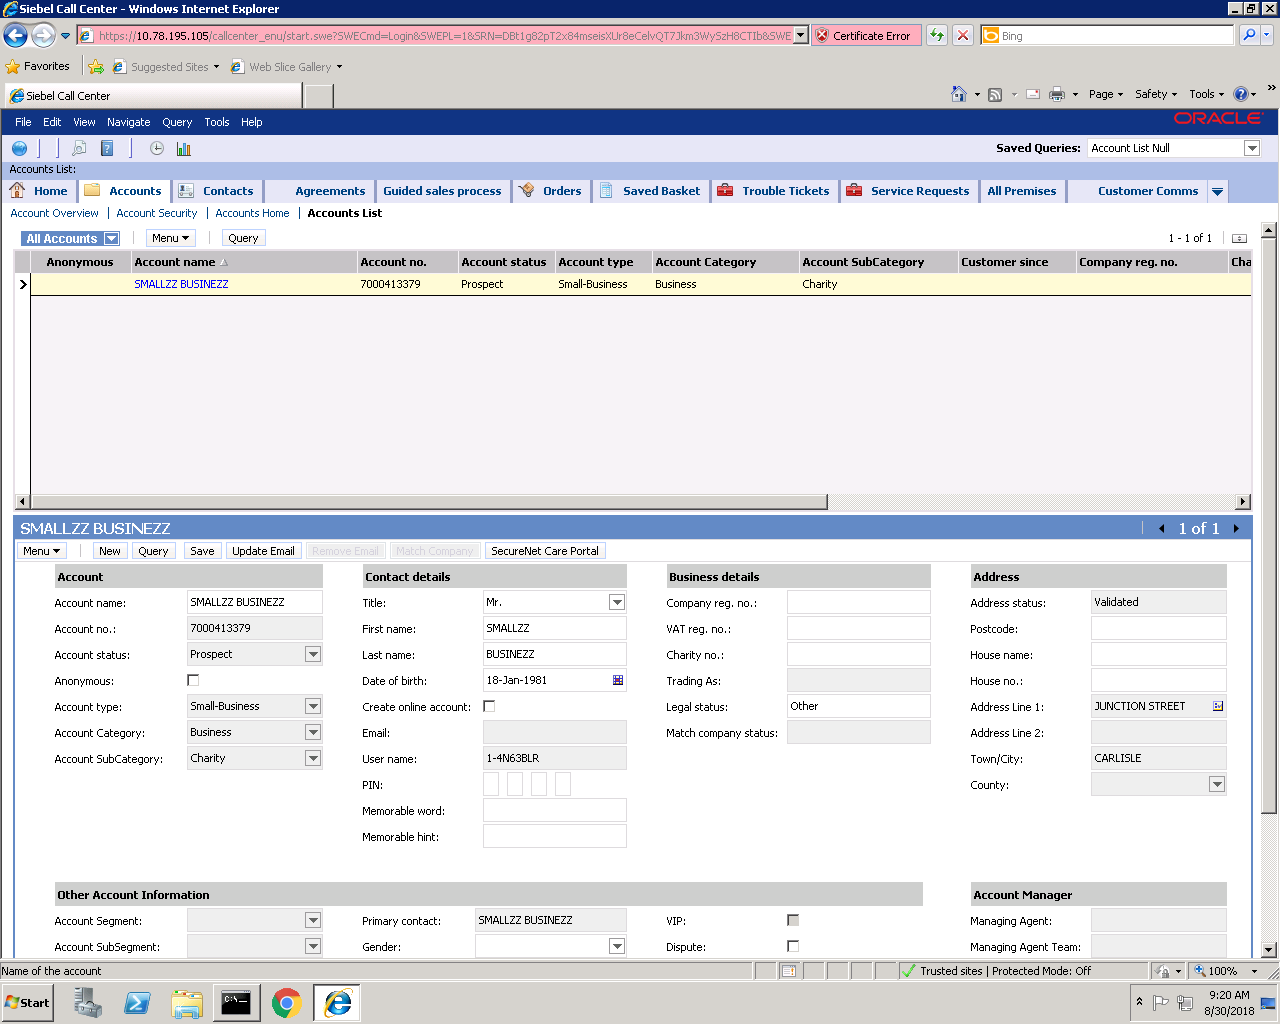 Siebel Call Center - Windows Internet Explorer
https://10.78.195.105/callcenter_enu/start.swe?SWECmd=Login&SWEPL=1&SRN=
Certificate Error
Bing
Favorites
Suggested Sites
Web Slice Gallery
Siebel Call Center
Page
Safety
Tools
File Edit View Navigate Query Tools Help
ORACLE
Saved Queries: Account List Null
Accounts List:
Home Accounts Contacts Agreements Guided sales process Orders Saved Basket Trouble Tickets Service Requests All Premises Customer Comms
Account Overview | Account Security | Accounts Home | Accounts List
All Accounts Menu Query 1 - 1 of 1
Anonymous Account name Account no. Account status Account type Account Category Account SubCategory Customer since Company reg. no. Cha
SMALLZZ BUSINEZZ 7000413379 Prospect Small-Business Business Charity
SMALLZZ BUSINEZZ 1 of 1
Menu New Query Save Update Email Remove Email Match Company SecureNet Care Portal
Account Contact details Business details Address
Account name: SMALLZZ BUSINEZZ Title: Mr. Company reg. no.: Address status: Validated
Account no.: 7000413379 First name: SMALLZZ VAT reg. no.: Postcode:
Account status: Prospect Last name: BUSINEZZ Charity no.: House name:
Anonymous: Date of birth: 18-Jan-1981 Trading As: House no.:
Account type: Small-Business Create online account: Legal status: Other Address Line 1: JUNCTION STREET
Account Category: Business Email: Match company status: Address Line 2:
Account SubCategory: Charity User name: 1-4N63BLR Town/City: CARLISLE
PIN: County:
Memorable word:
Memorable hint:
Other Account Information Account Manager
Account Segment: Primary contact: SMALLZZ BUSINEZZ VIP: Managing Agent:
Account SubSegment: Gender: Dispute: Managing Agent Team:
Name of the account Trusted sites | Protected Mode: Off 100%
Start 9:20 AM
8/30/2018